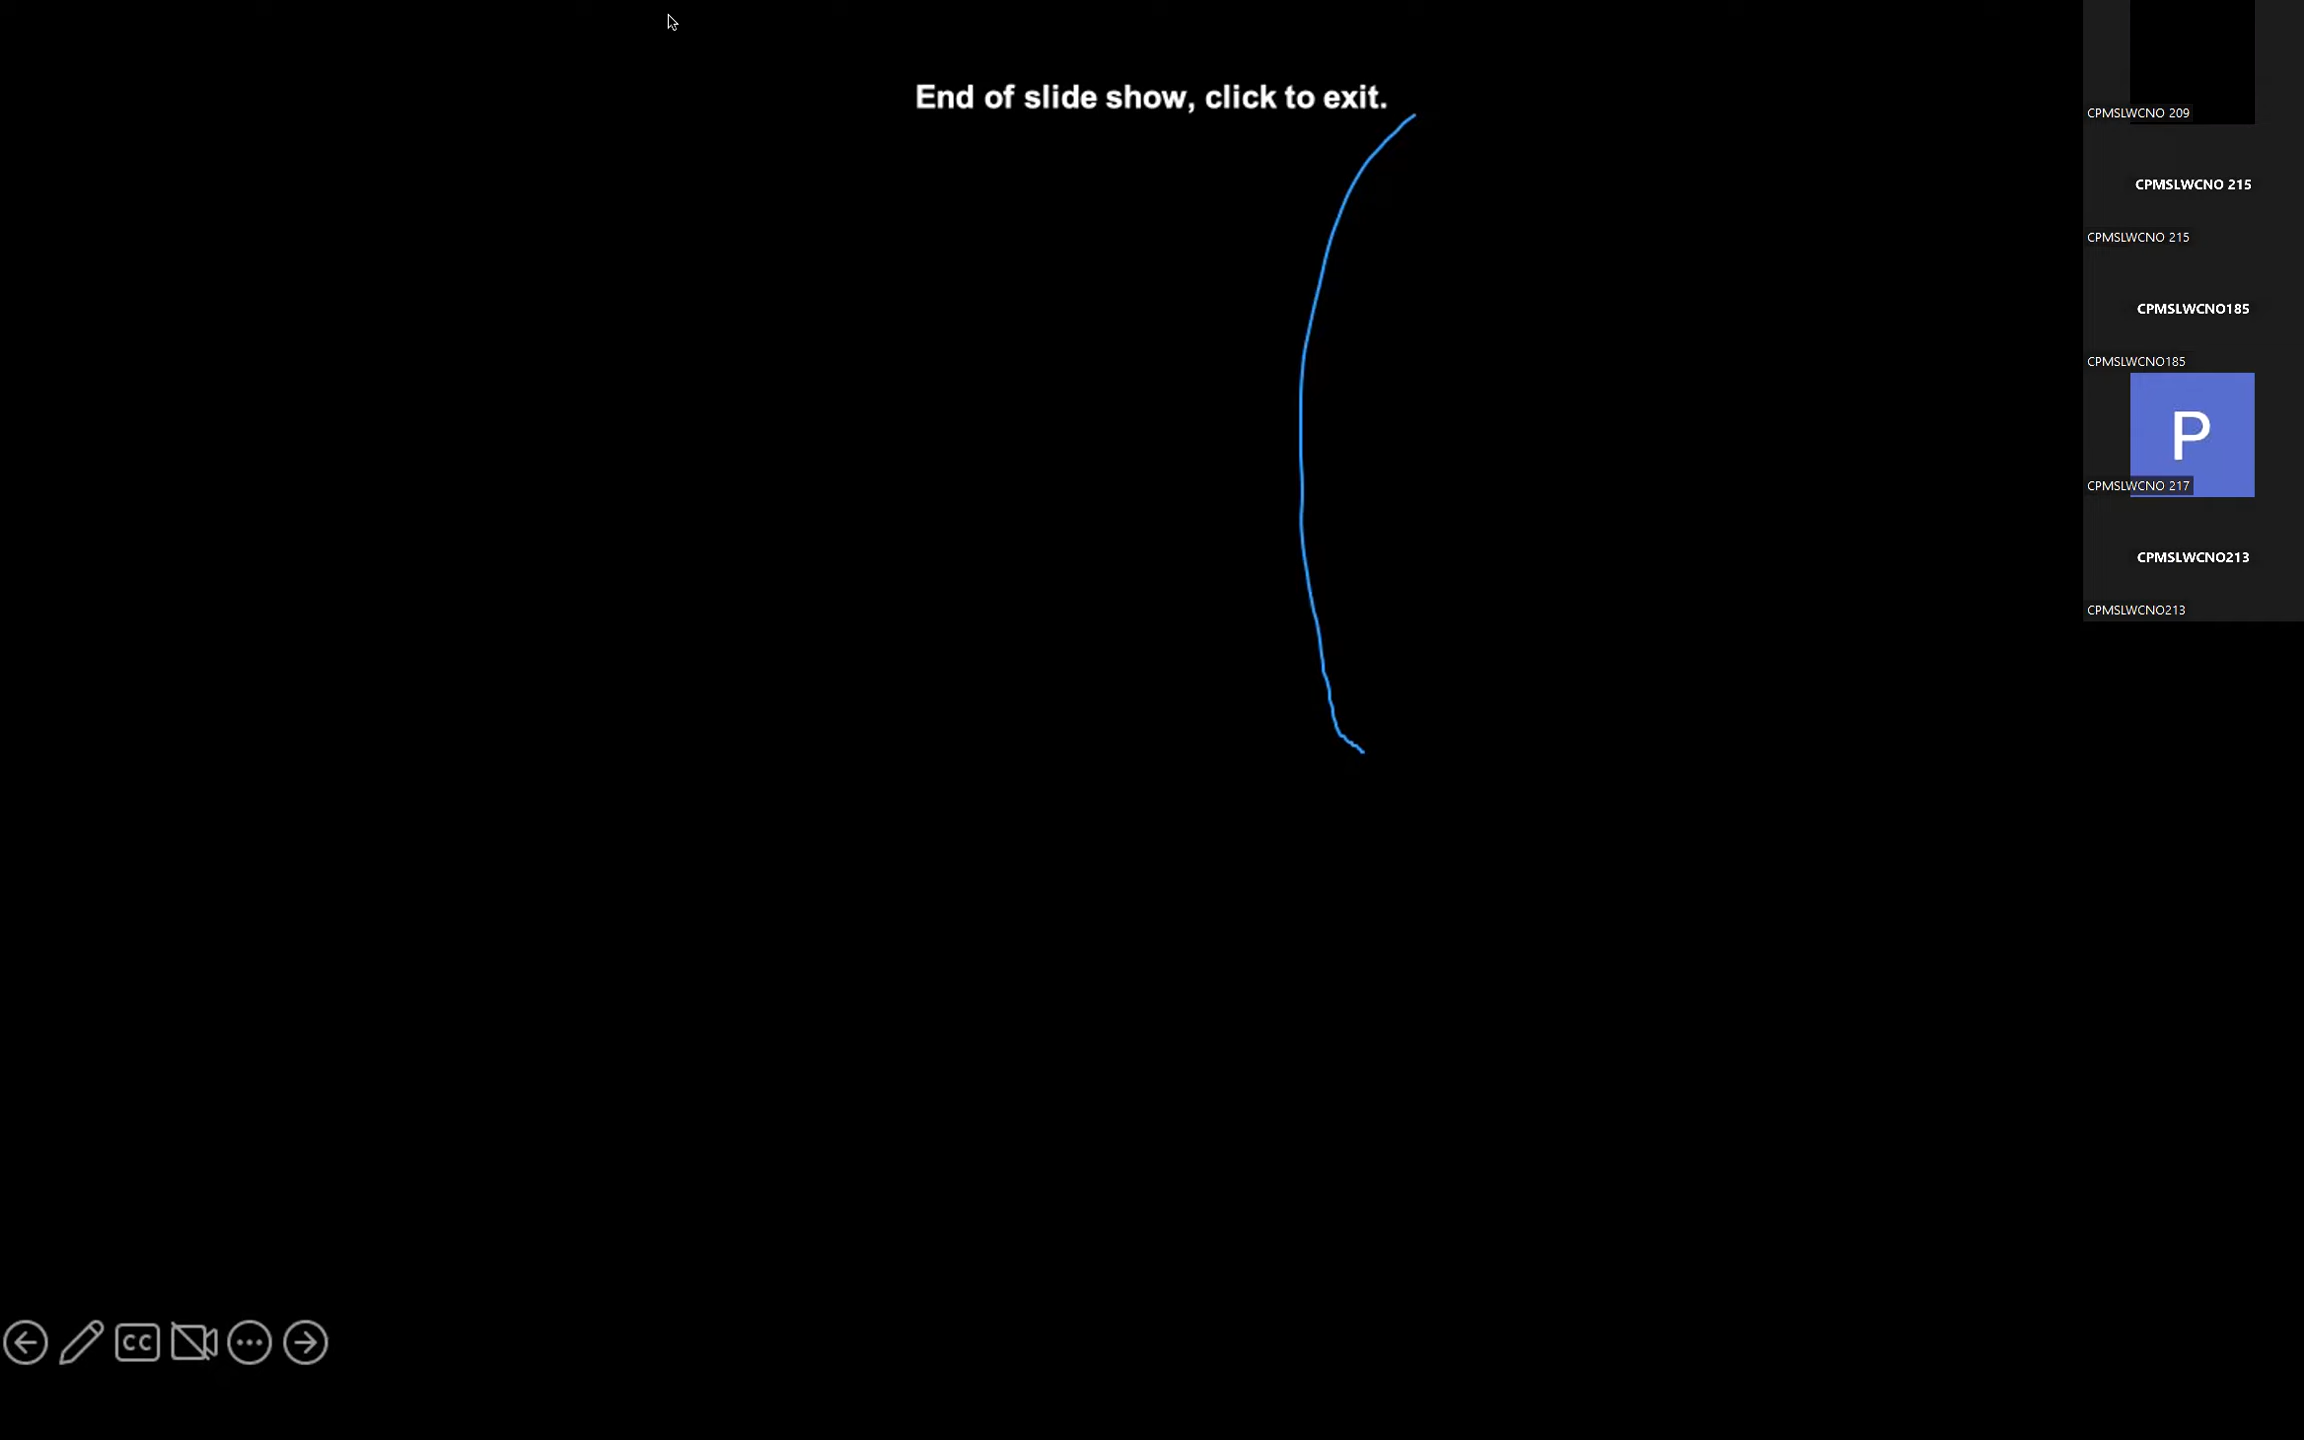 End of slide show, click to exit.
CPMSLWCNO 209
CPMSLWCNO 215
CPMSLWCNO 215
CPMSLWCNO185
CPMSLWCNO185
P
CPMSLWCNO 217
CPMSLWCNO213
CPMSLWCNO213
CC